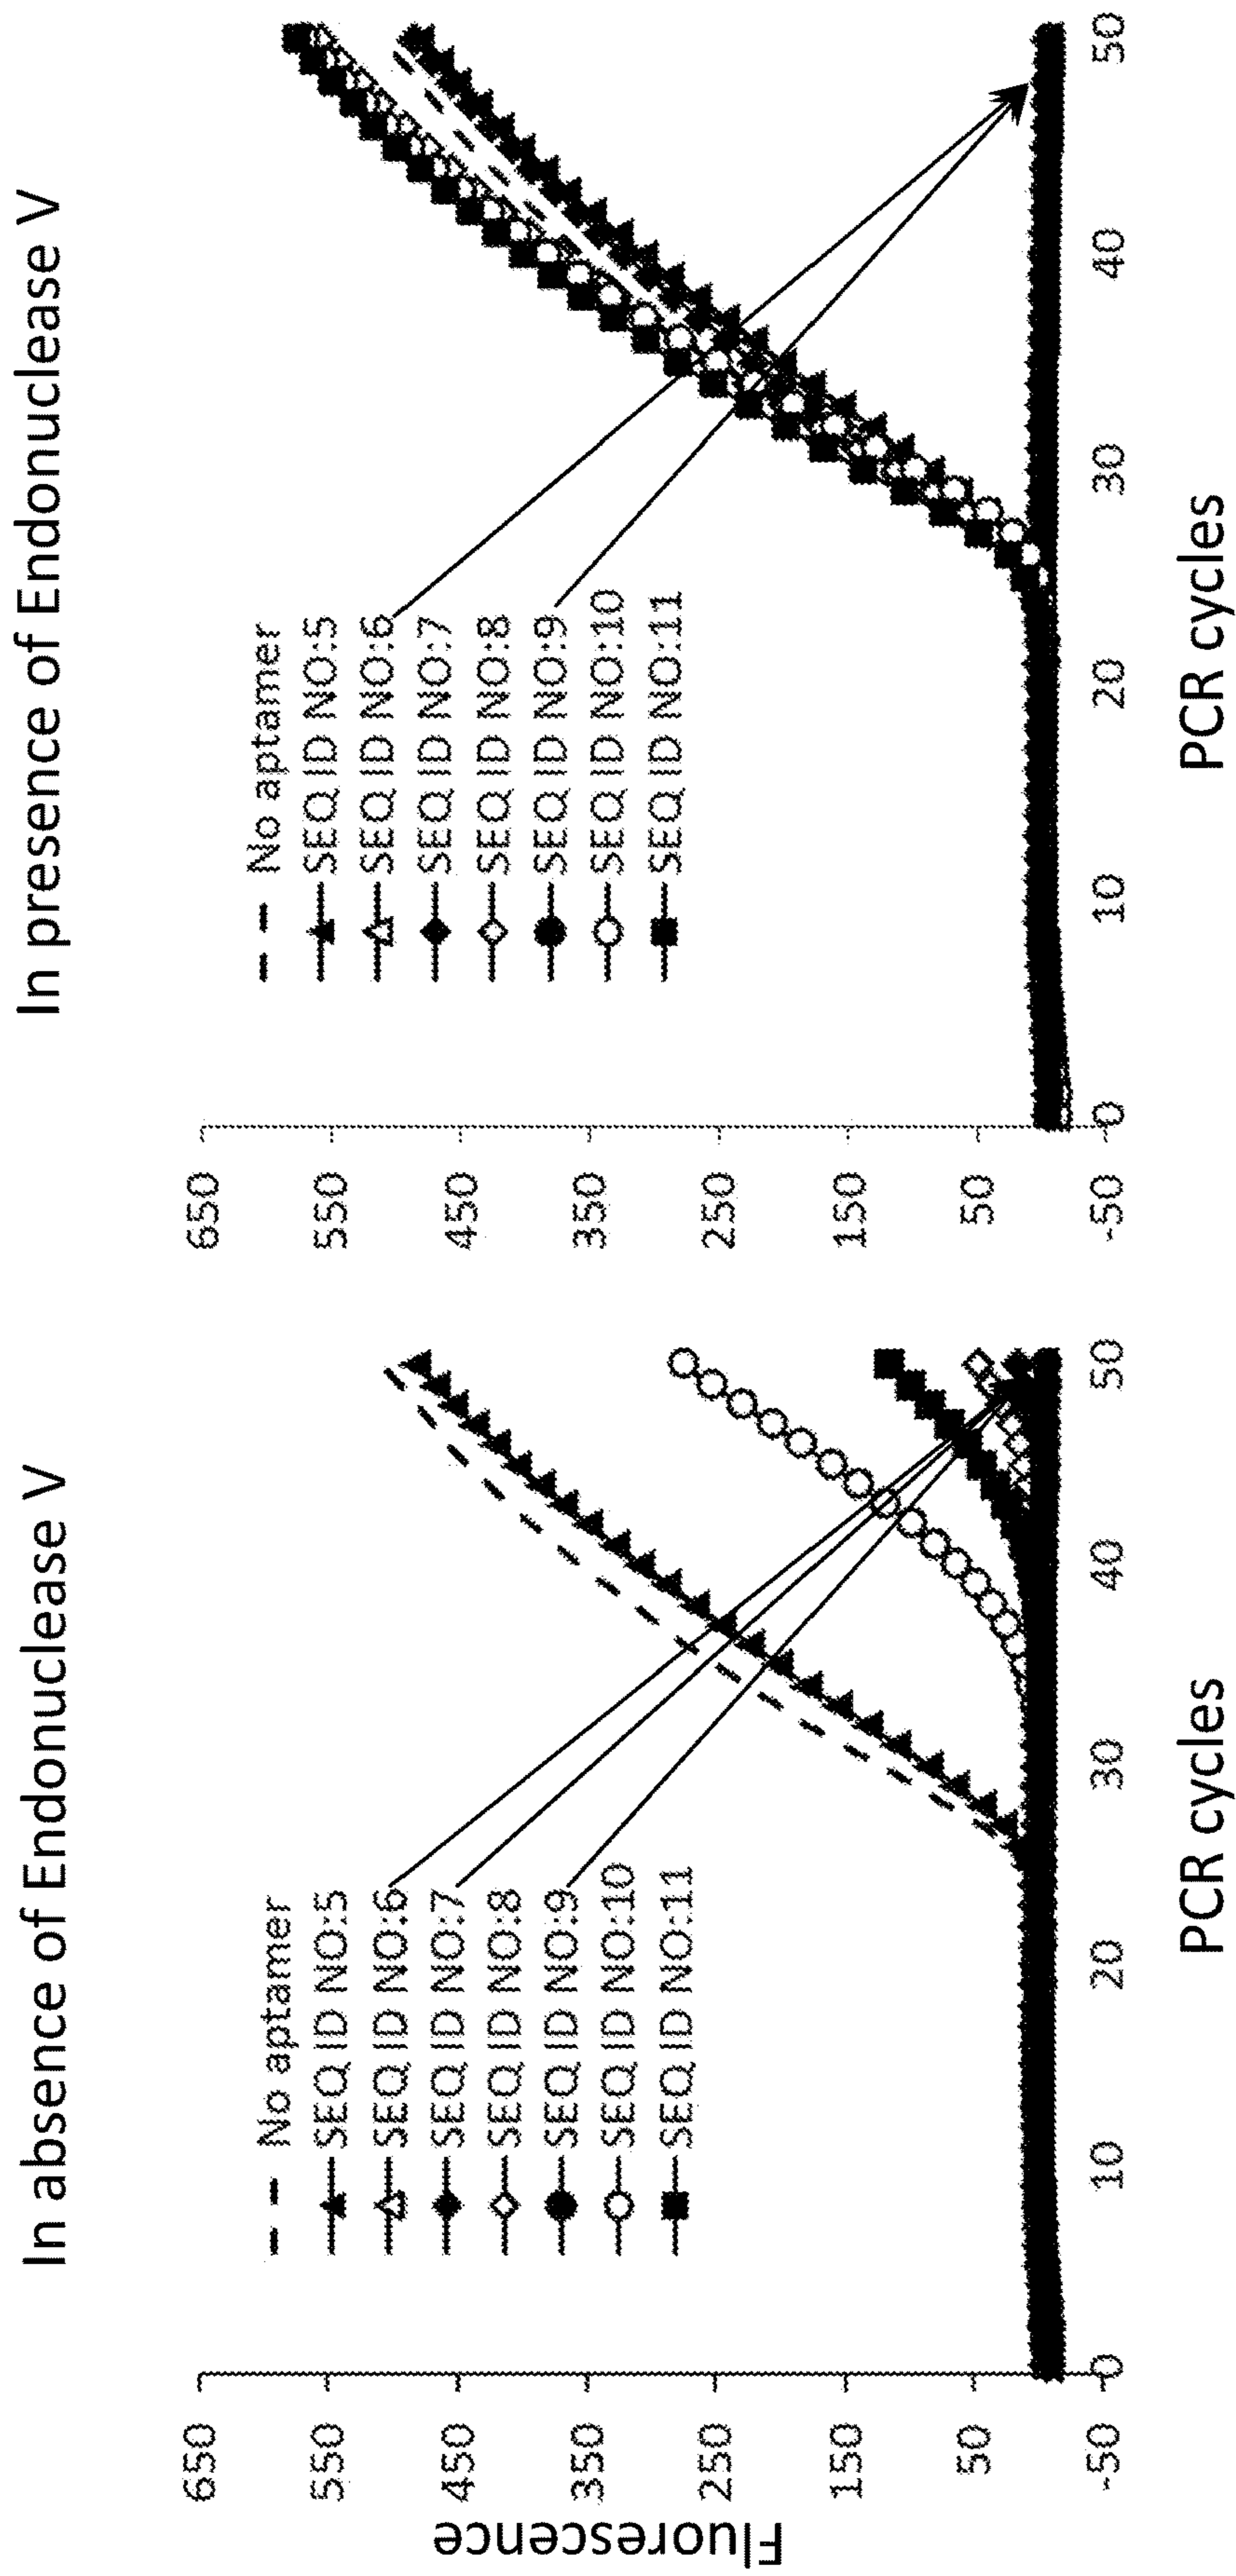 In absence of Endonuclease V
No aptamer
SEQ ID NO:5
SEQ ID NO:6
SEQ ID NO:7
SEQ ID NO:8
SEQ ID NO:9
SEQ ID NO:10
SEQ ID NO:11
Fluorescence
650
550
450
350
250
150
50
-50
0
10
20
30
40
50
PCR cycles
In presence of Endonuclease V
No aptamer
SEQ ID NO:5
SEQ ID NO:6
SEQ ID NO:7
SEQ ID NO:8
SEQ ID NO:9
SEQ ID NO:10
SEQ ID NO:11
650
550
450
350
250
150
50
-50
0
10
20
30
40
50
PCR cycles